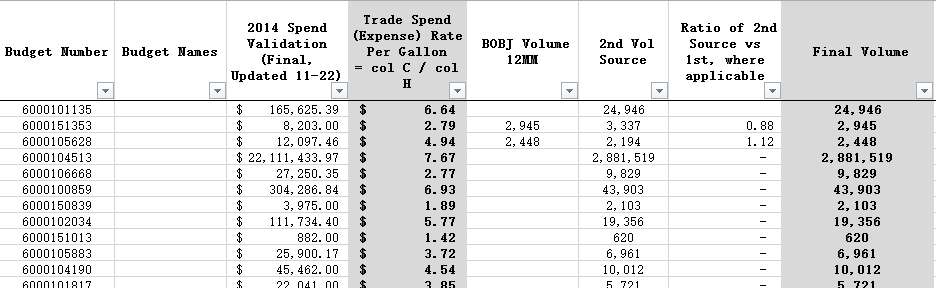 Budget Number Budget Names 2014 Spend Validation (Final, Updated 11-22) Trade Spend (Expense) Rate Per Gallon = col C / col H BOBJ Volume 12MM 2nd Vol Source Ratio of 2nd Source vs 1st, where applicable Final Volume
6000101135 $ 165,625.39 $ 6.64 24,946 24,946
6000151353 $ 8,203.00 $ 2.79 2,945 3,337 0.88 2,945
6000105628 $ 12,097.46 $ 4.94 2,448 2,194 1.12 2,448
6000104513 $ 22,111,433.97 $ 7.67 2,881,519 - 2,881,519
6000106668 $ 27,250.35 $ 2.77 9,829 - 9,829
6000100859 $ 304,286.84 $ 6.93 43,903 - 43,903
6000150839 $ 3,975.00 $ 1.89 2,103 - 2,103
6000102034 $ 111,734.40 $ 5.77 19,356 - 19,356
6000151013 $ 882.00 $ 1.42 620 - 620
6000105883 $ 25,900.17 $ 3.72 6,961 - 6,961
6000104190 $ 45,462.00 $ 4.54 10,012 - 10,012
6000101817 $ 22,041.00 $ 3.85 5,721 - 5,721